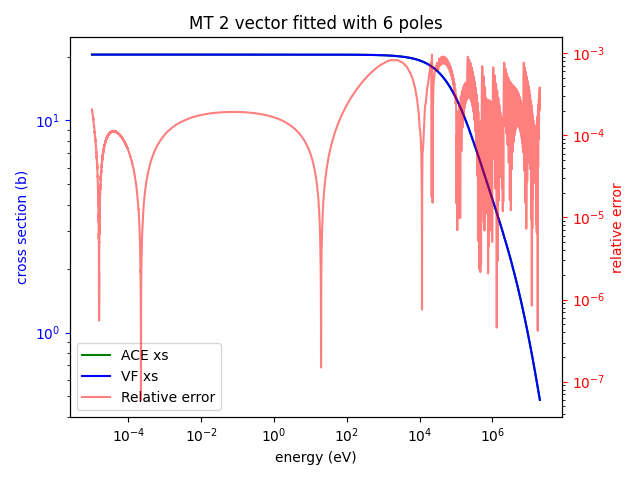 MT 2 vector fitted with 6 poles
cross section (b)
10¹
10⁰
10⁻³
10⁻⁴
10⁻⁵
10⁻⁶
10⁻⁷
relative error
ACE xs
VF xs
Relative error
10⁻⁴
10⁻²
10⁰
10²
10⁴
10⁶
energy (eV)